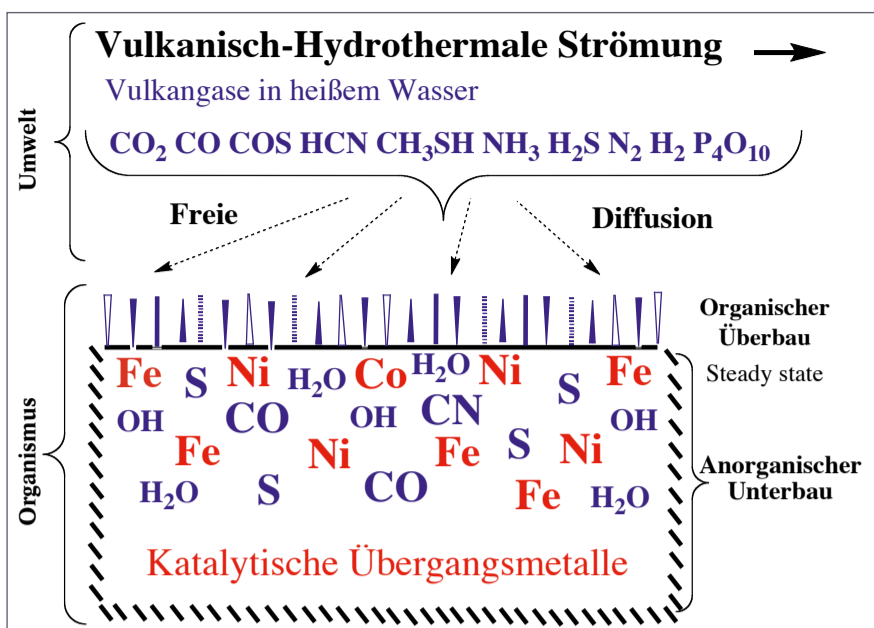 Vulkanisch-Hydrothermale Strömung
Vulkangase in heißem Wasser
CO₂ CO COS HCN CH₃SH NH₃ H₂S N₂ H₂ P₄O₁₀
Umwelt
Freie
Diffusion
Organischer
Überbau
Steady state
Fe S Ni H₂O Co H₂O Ni S Fe
OH CO OH CN OH
Fe Ni Fe S Ni
H₂O S CO Fe H₂O
Anorganischer
Unterbau
Organismus
Katalytische Übergangsmetalle